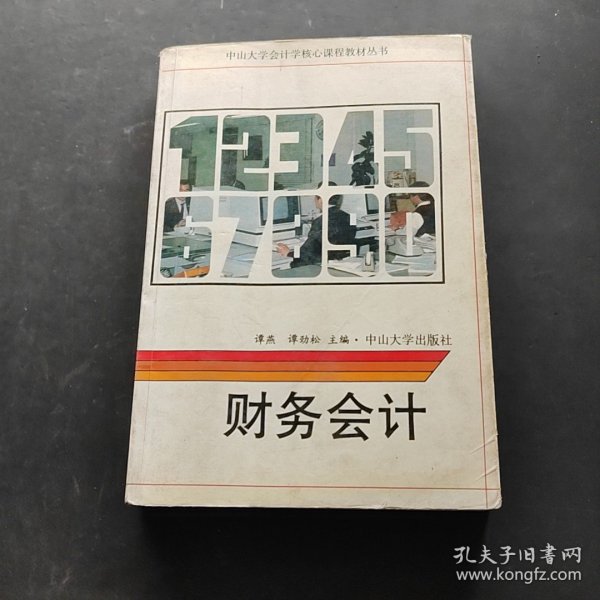 中山大学会计学核心课程教材丛书
12345
67890
谭燕 谭劲松 主编·中山大学出版社
财务会计
孔夫子旧书网
www.kongfz.com